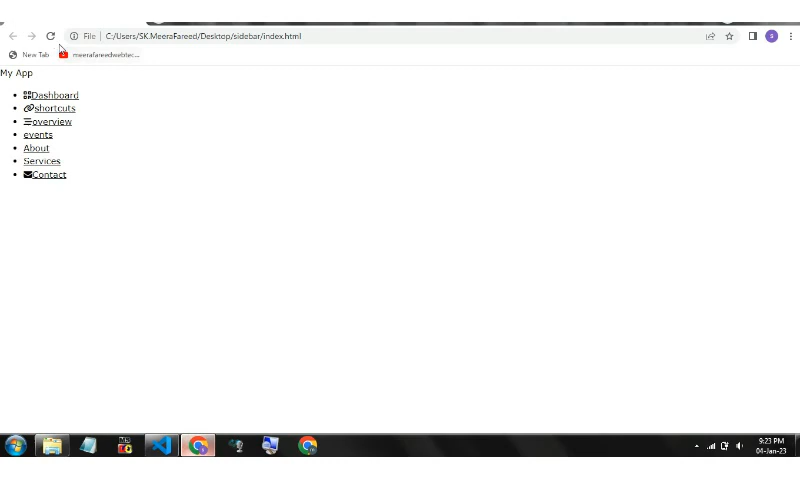 File C:/Users/SK.MeeraFareed/Desktop/sidebar/index.html
S
New Tab meerafareedwebtec...
My App
Dashboard
shortcuts
overview
events
About
Services
Contact
9:23 PM
04-Jan-23